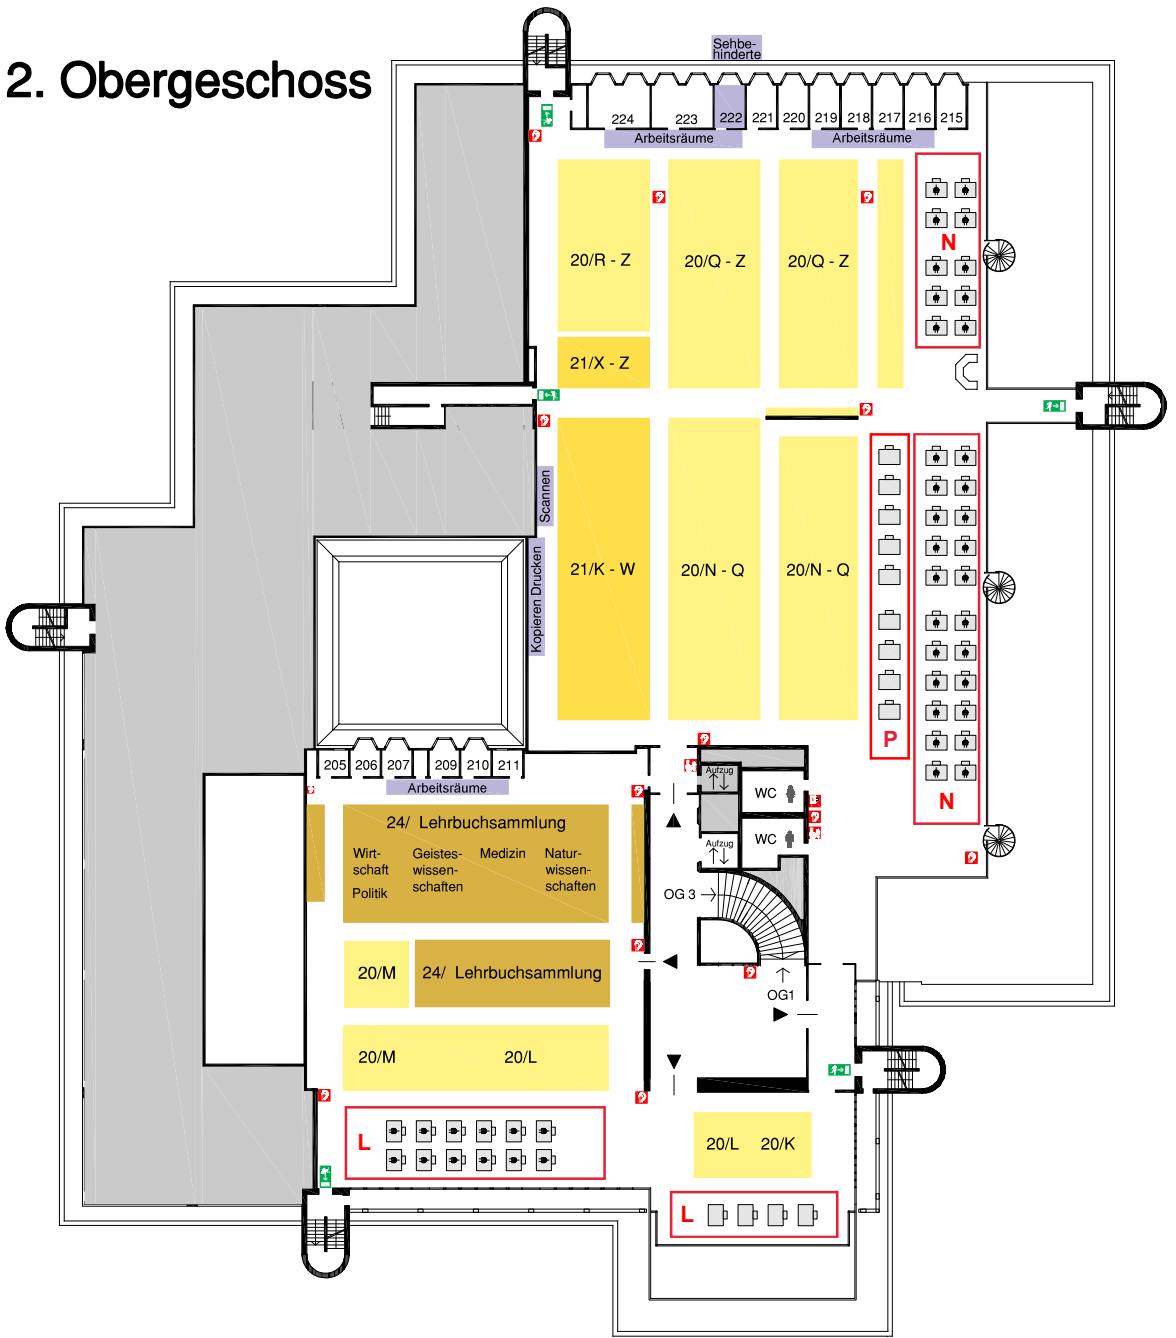 2. Obergeschoss
Sehbe-
hinderte
224
223
222
221
220
219
218
217
216
215
Arbeitsräume
Arbeitsräume
20/R - Z
20/Q - Z
20/Q - Z
N
21/X - Z
Scannen
Kopieren Drucken
21/K - W
20/N - Q
20/N - Q
P
N
205
206
207
209
210
211
Arbeitsräume
Aufzug
WC
Aufzug
WC
24/ Lehrbuchsammlung
Wirt-
schaft
Politik
Geistes-
wissen-
schaften
Medizin
Natur-
wissen-
schaften
OG 3
20/M
24/ Lehrbuchsammlung
OG1
20/M
20/L
L
20/L
20/K
L